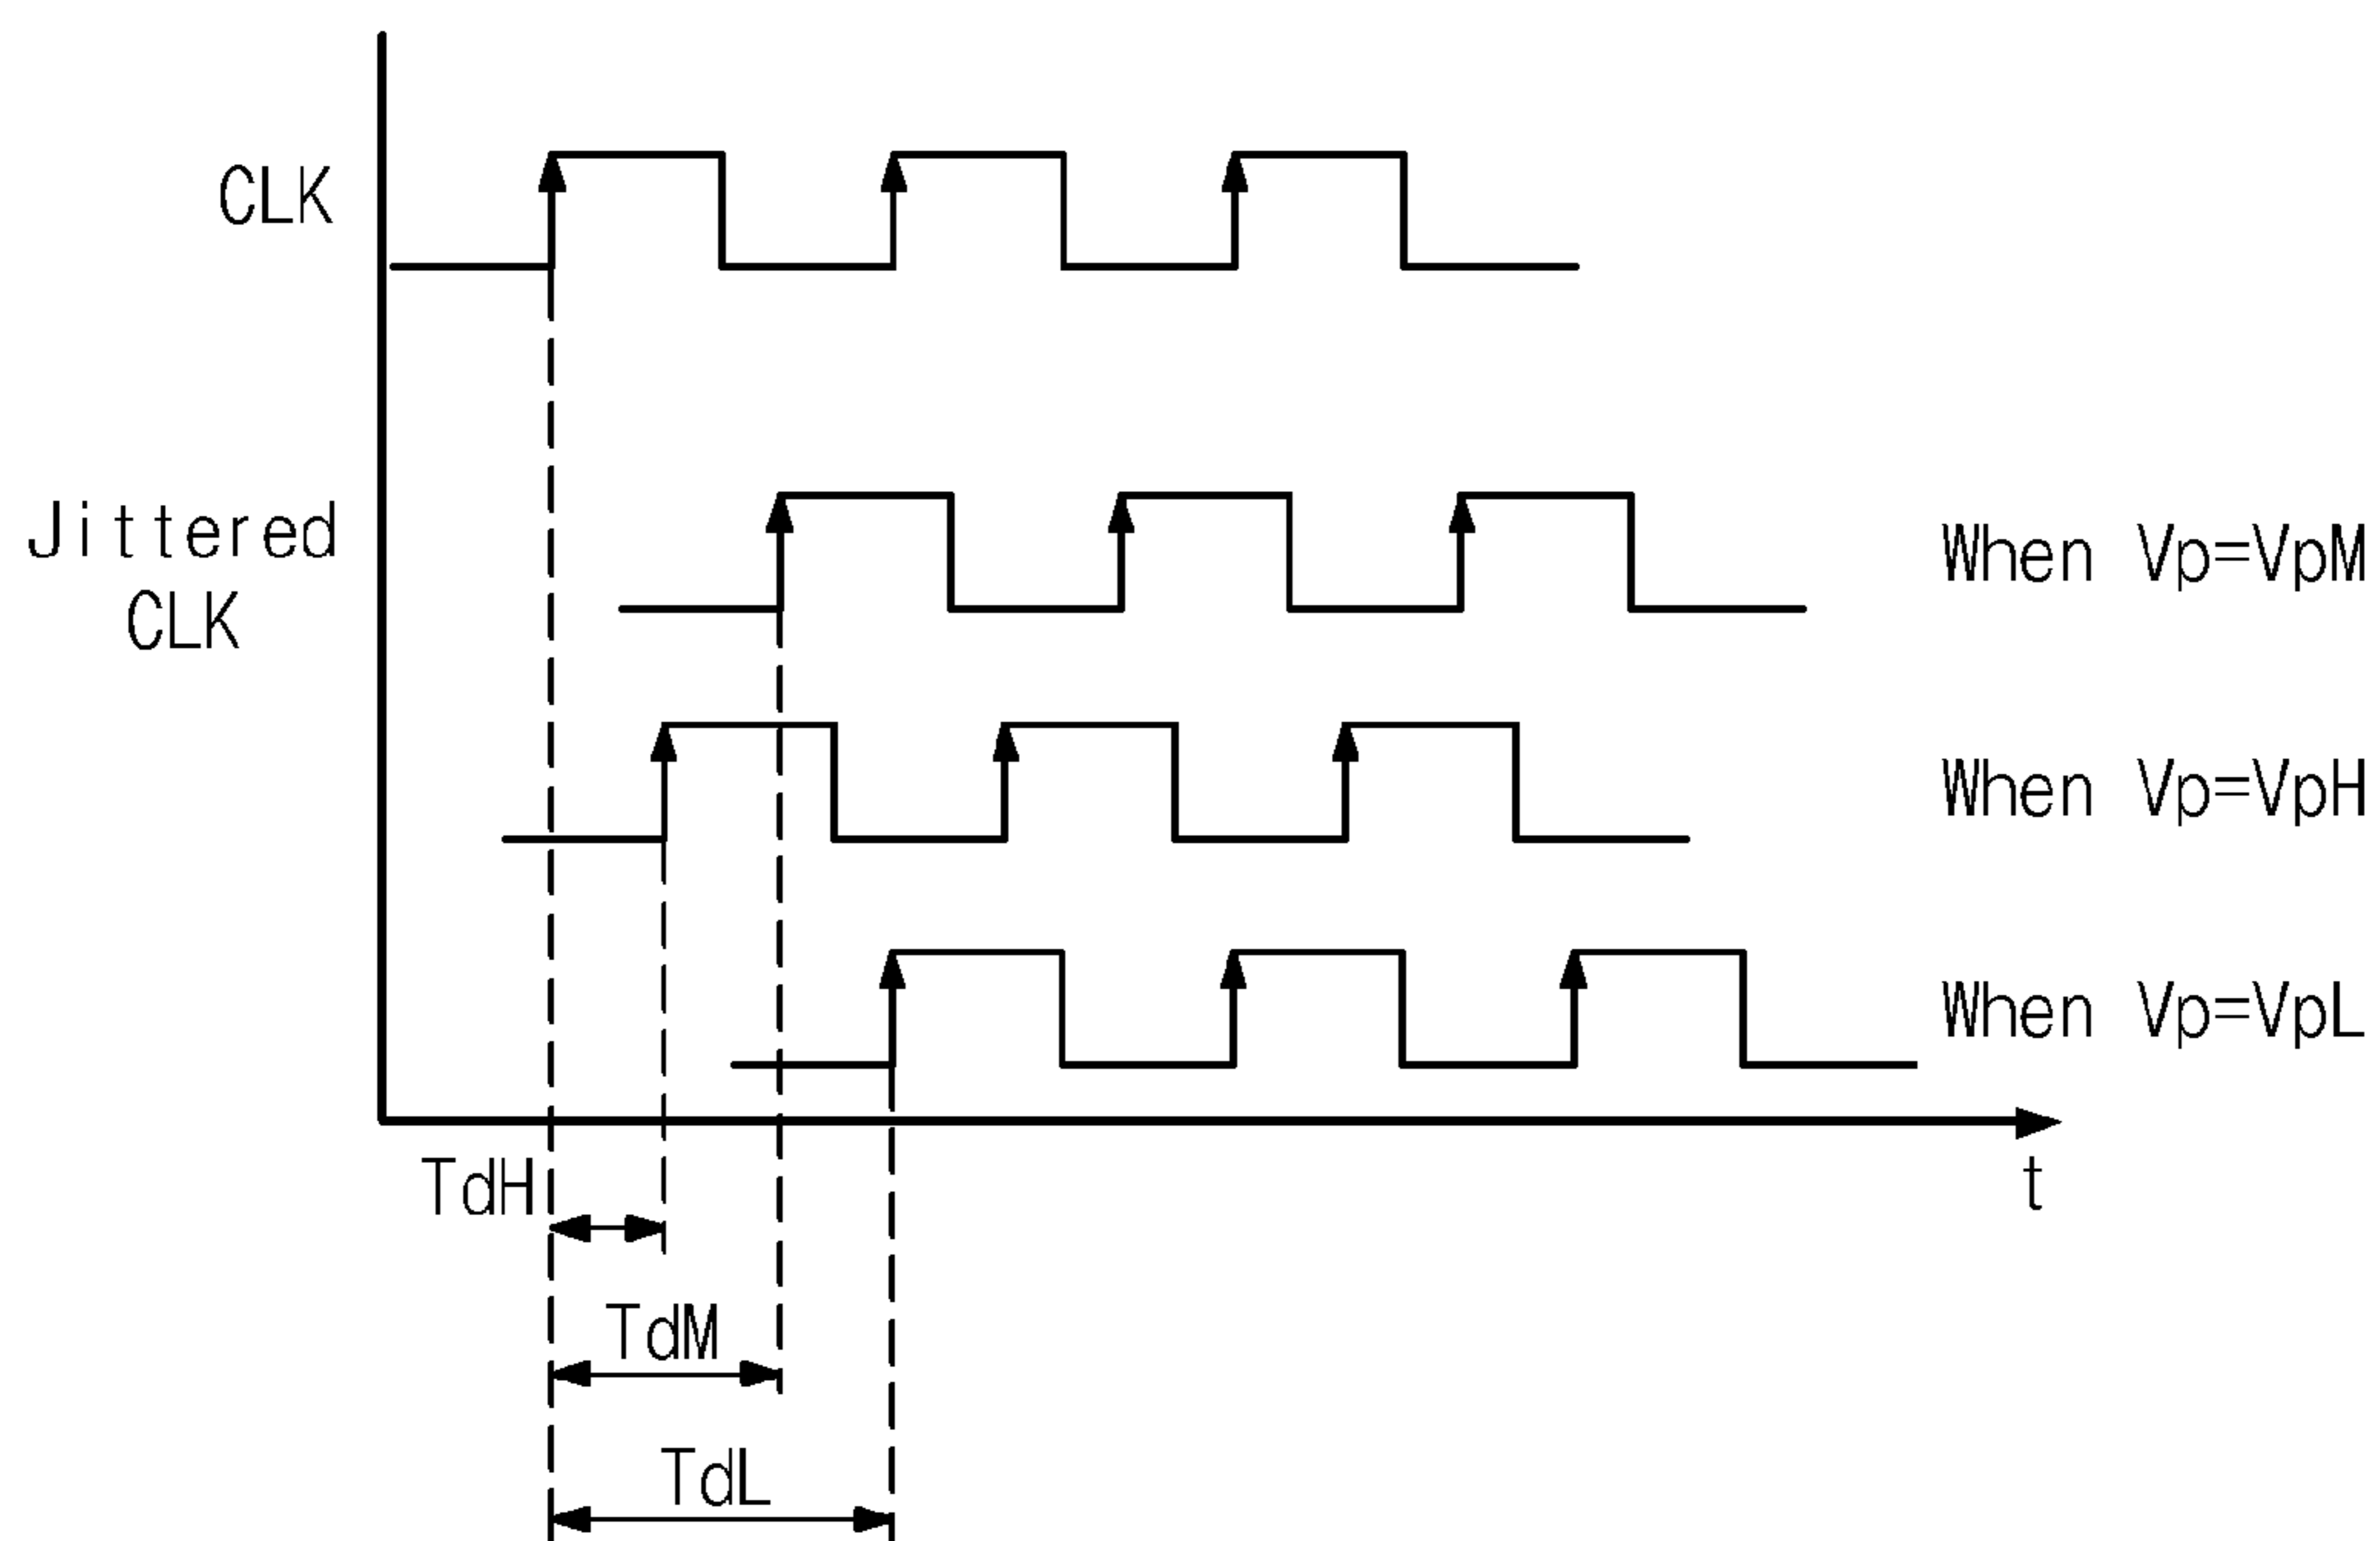 CLK
Jittered
CLK
When Vp=VpM
When Vp=VpH
When Vp=VpL
TdH
t
TdM
TdL